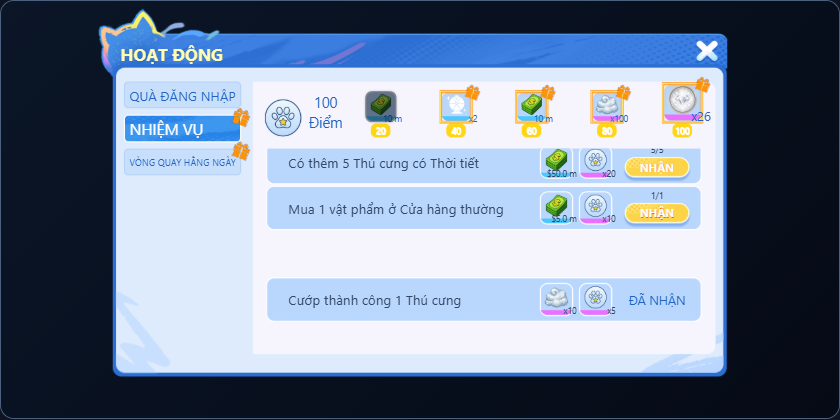 HOẠT ĐỘNG
QUÀ ĐĂNG NHẬP
NHIỆM VỤ
VÒNG QUAY HẰNG NGÀY
100
Điểm
10 m
x2
10 m
x100
x26
20
40
60
80
100
5/5
Có thêm 5 Thú cưng có Thời tiết
$50.0 m
x20
NHẬN
1/1
Mua 1 vật phẩm ở Cửa hàng thường
$5.0 m
x10
NHẬN
Cướp thành công 1 Thú cưng
x10
x5
ĐÃ NHẬN